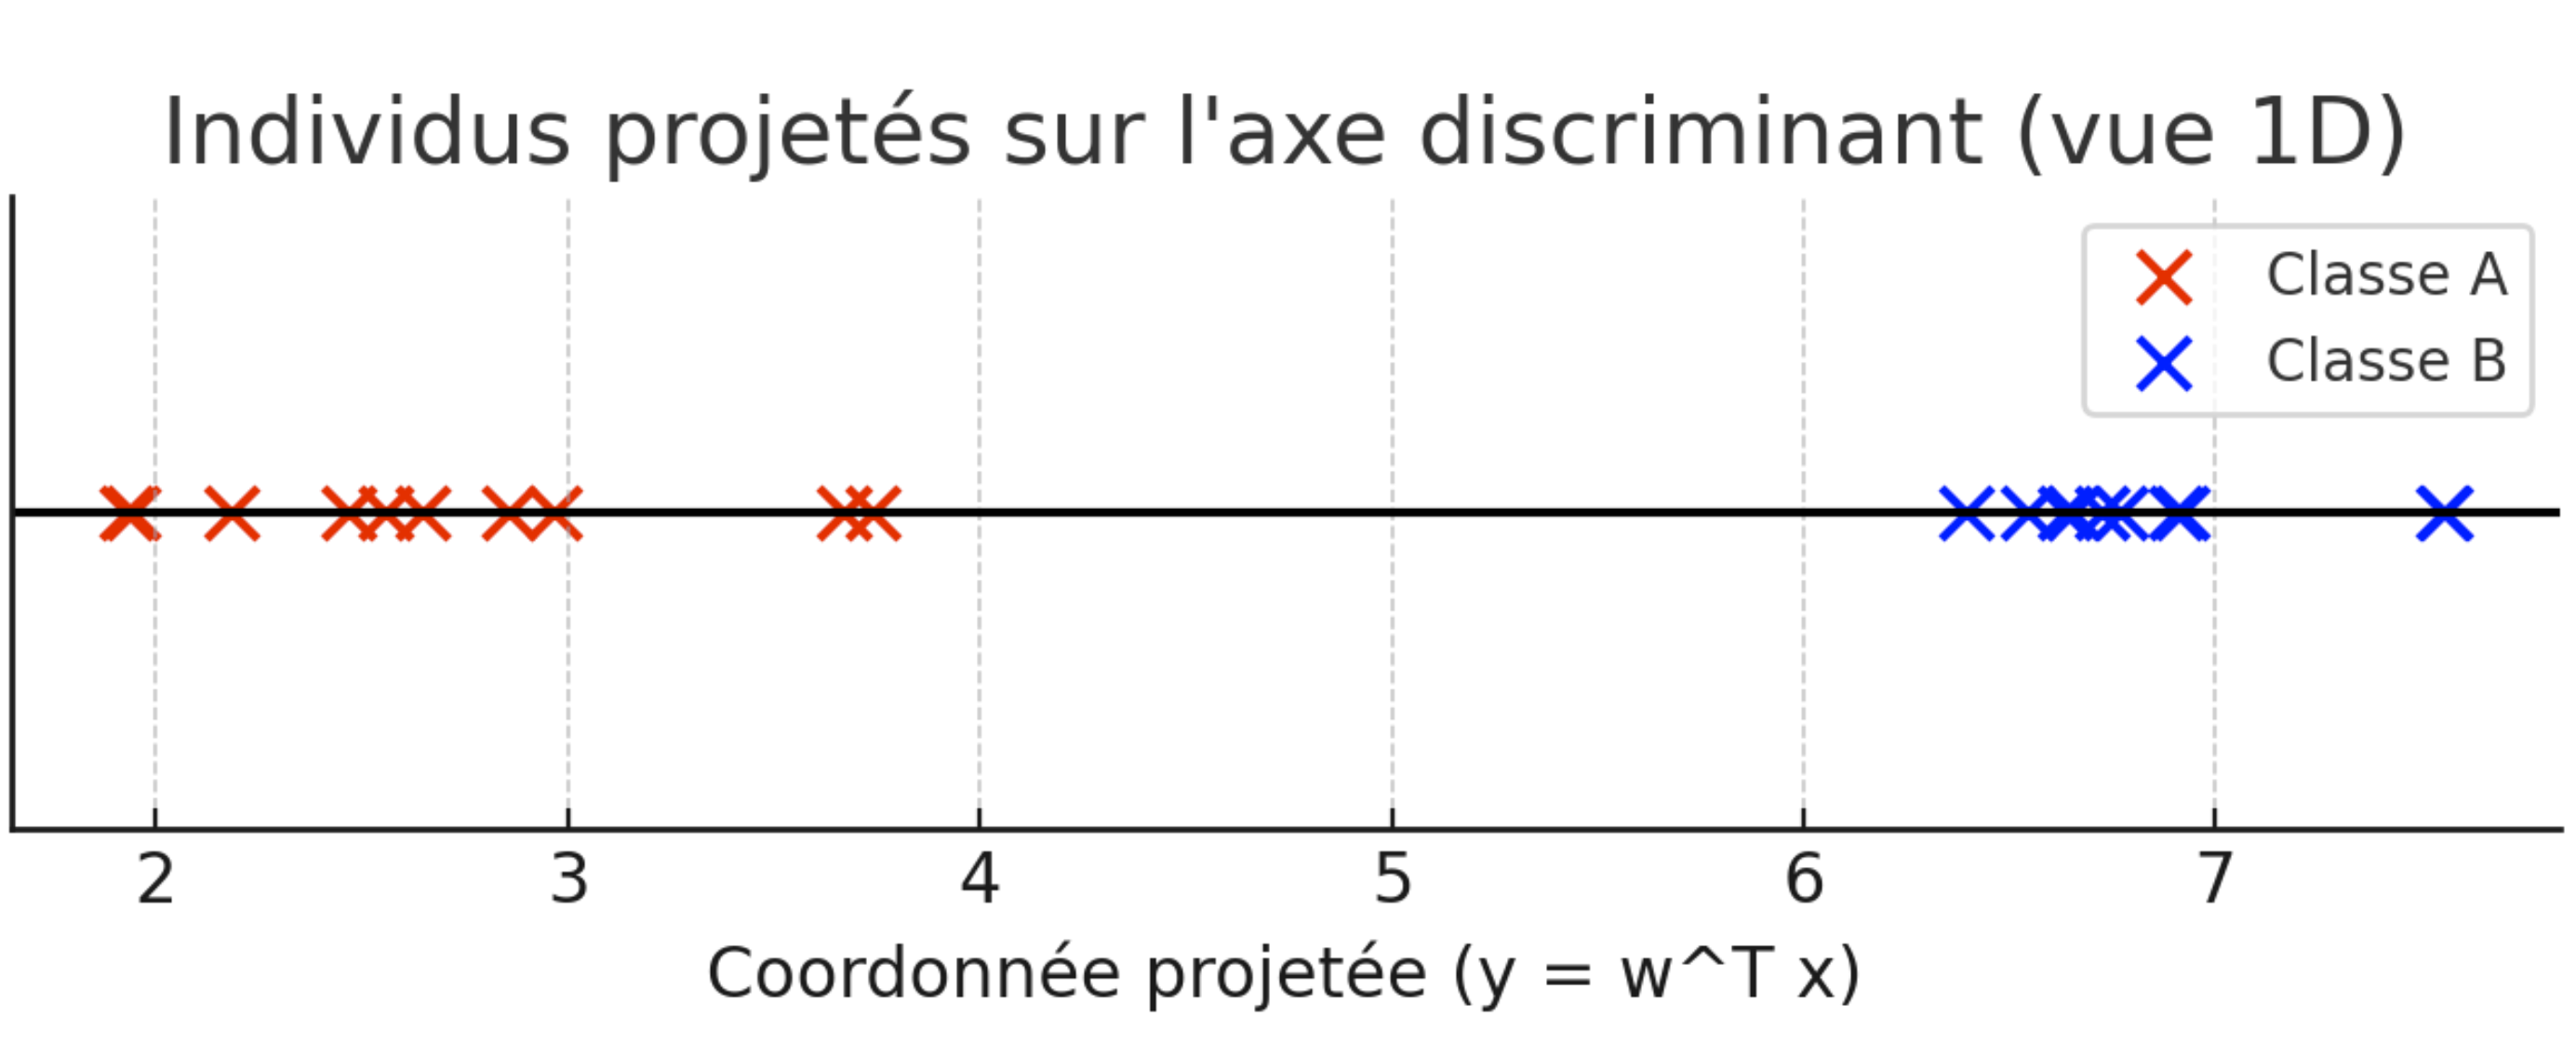 Individus projetés sur l'axe discriminant (vue 1D)
Classe A
Classe B
2 3 4 5 6 7
Coordonnée projetée (y = w^T x)